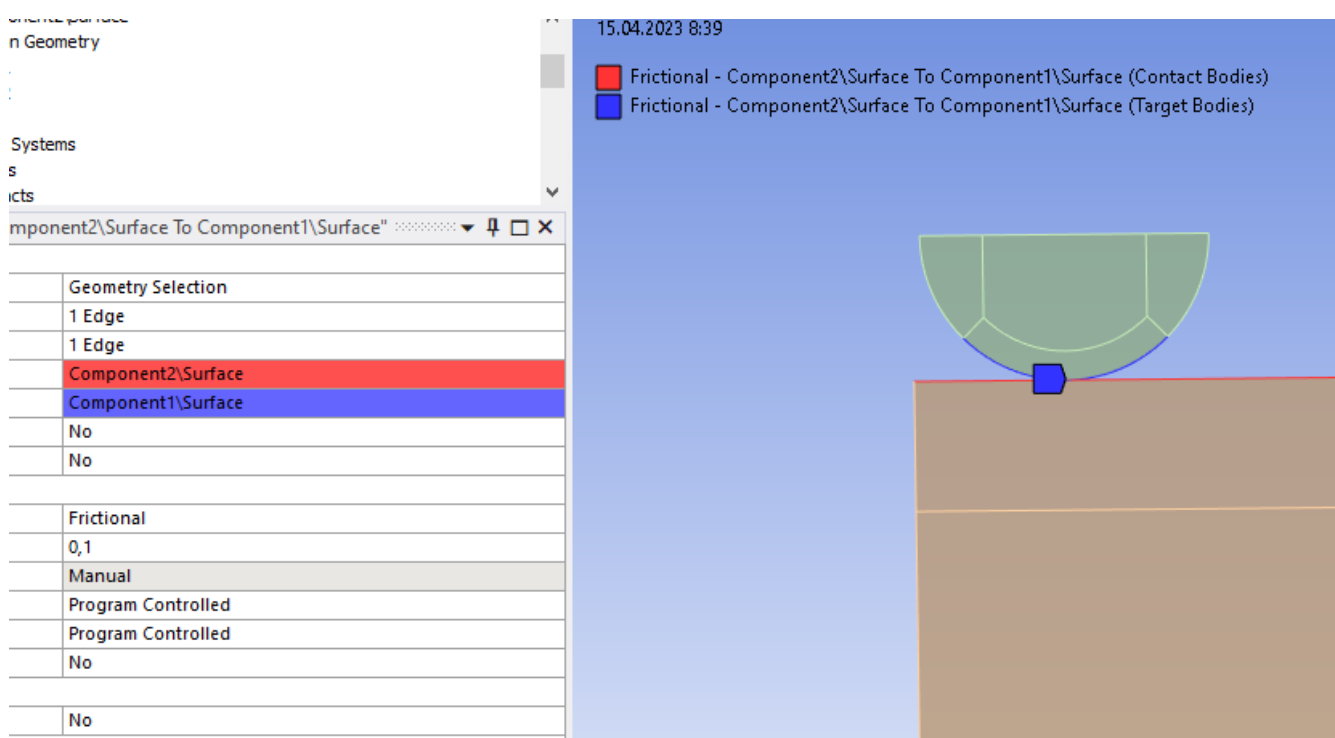 n Geometry
Systems
s
acts
mponent2\Surface To Component1\Surface"
Geometry Selection
1 Edge
1 Edge
Component2\Surface
Component1\Surface
No
No
Frictional
0,1
Manual
Program Controlled
Program Controlled
No
No
15.04.2023 8:39
Frictional - Component2\Surface To Component1\Surface (Contact Bodies)
Frictional - Component2\Surface To Component1\Surface (Target Bodies)